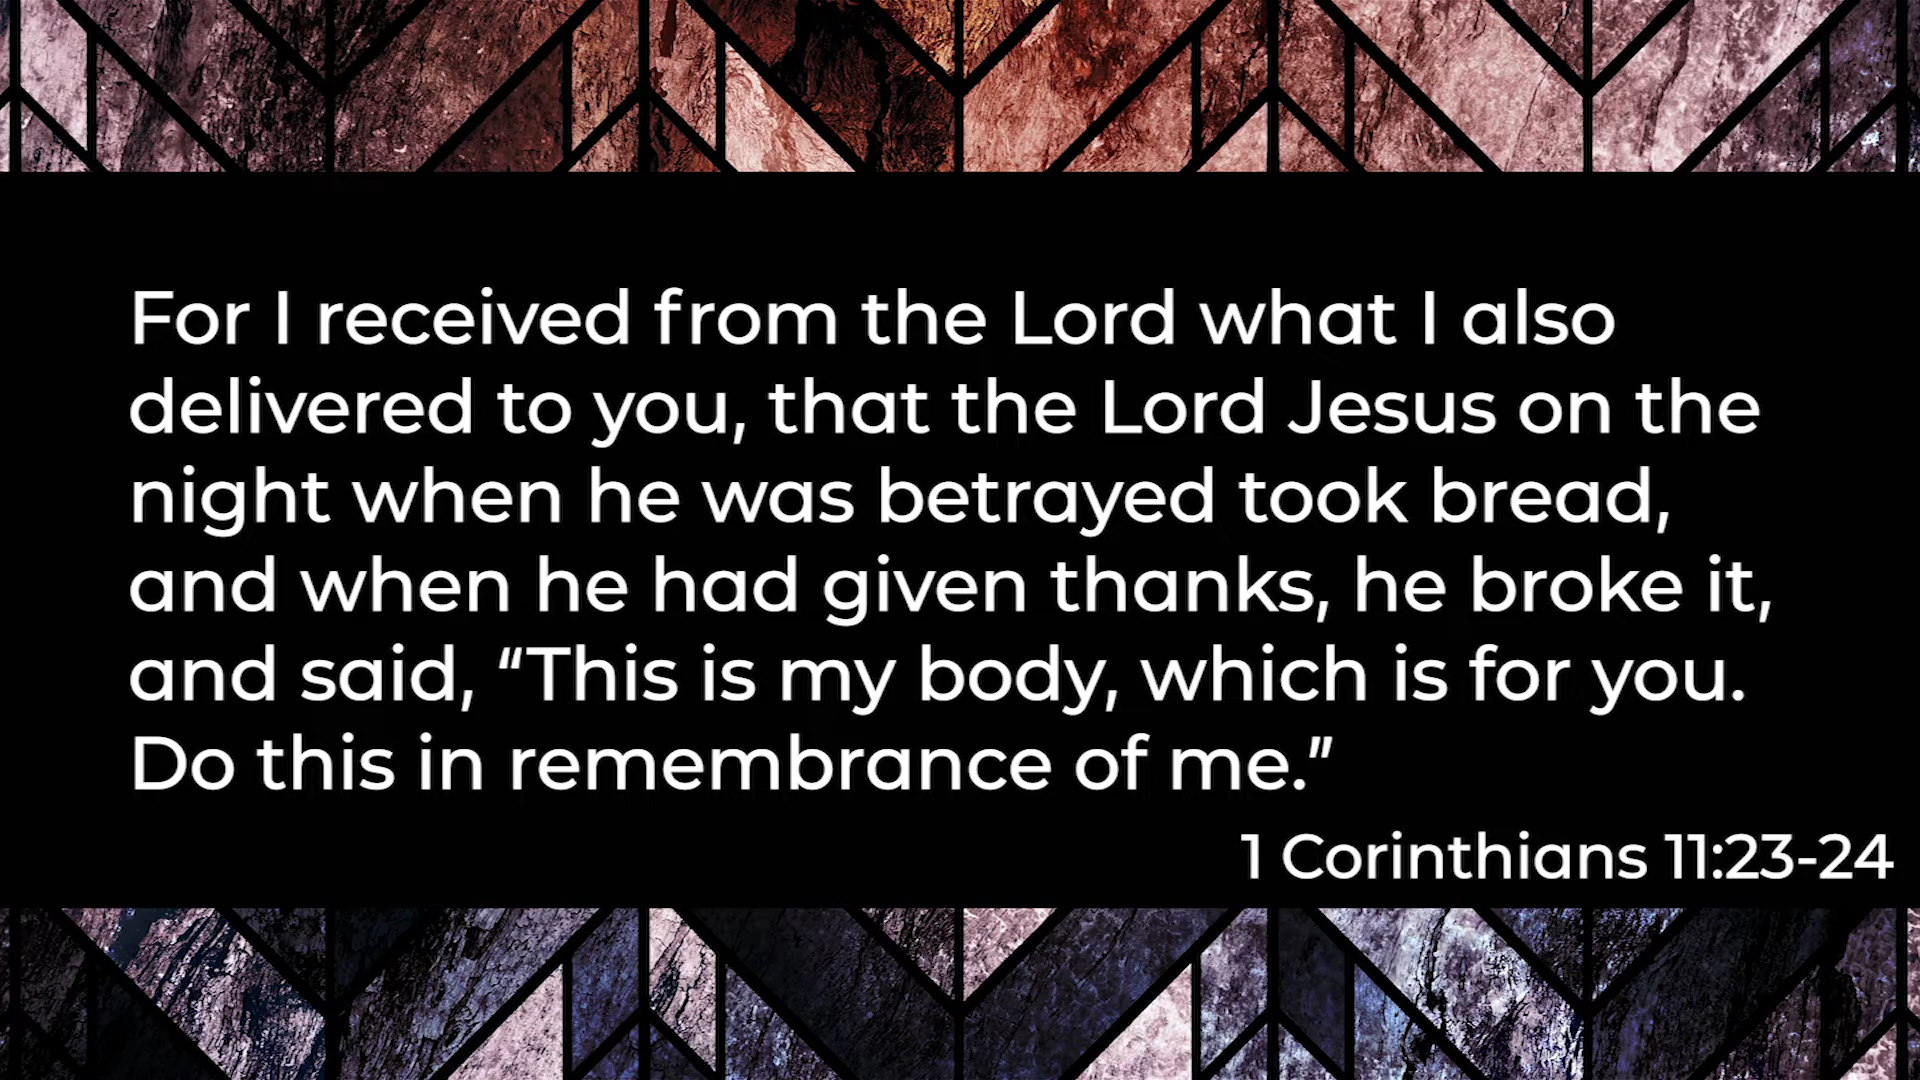 For I received from the Lord what I also
delivered to you, that the Lord Jesus on the
night when he was betrayed took bread,
and when he had given thanks, he broke it,
and said, “This is my body, which is for you.
Do this in remembrance of me.”
1 Corinthians 11:23-24